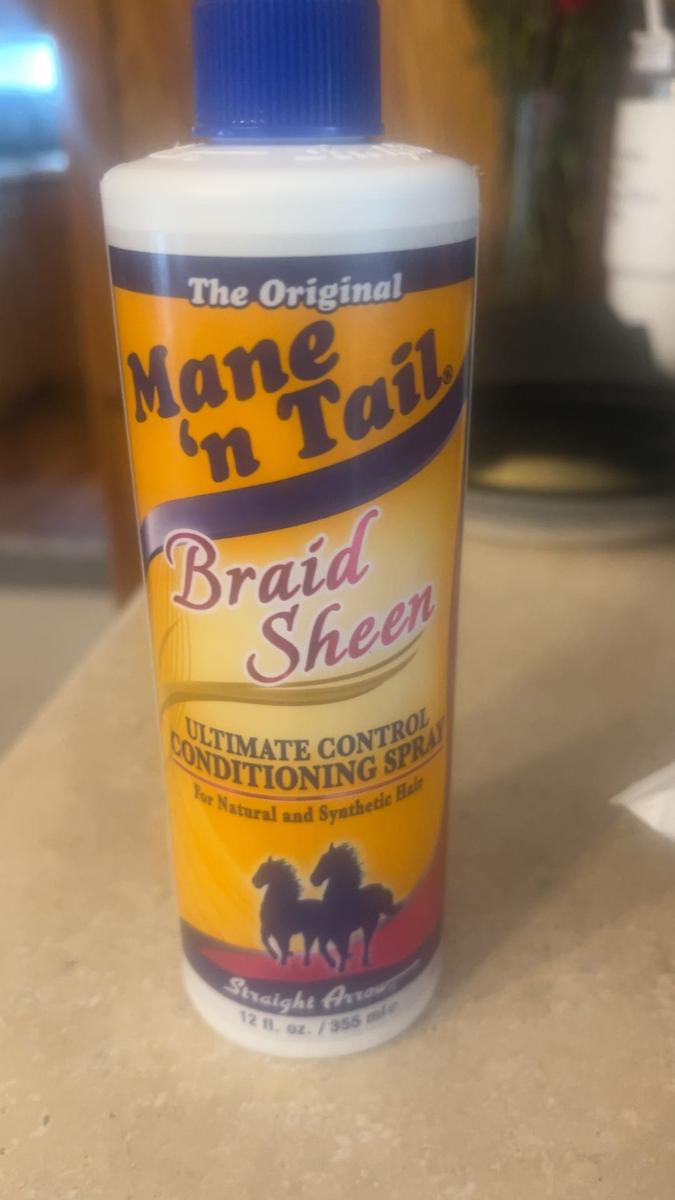 The Original
Mane
'n Tail®
Braid
Sheen
ULTIMATE CONTROL
CONDITIONING SPRAY
For Natural and Synthetic Hair
Straight Arrow
12 fl. oz. / 355 ml e